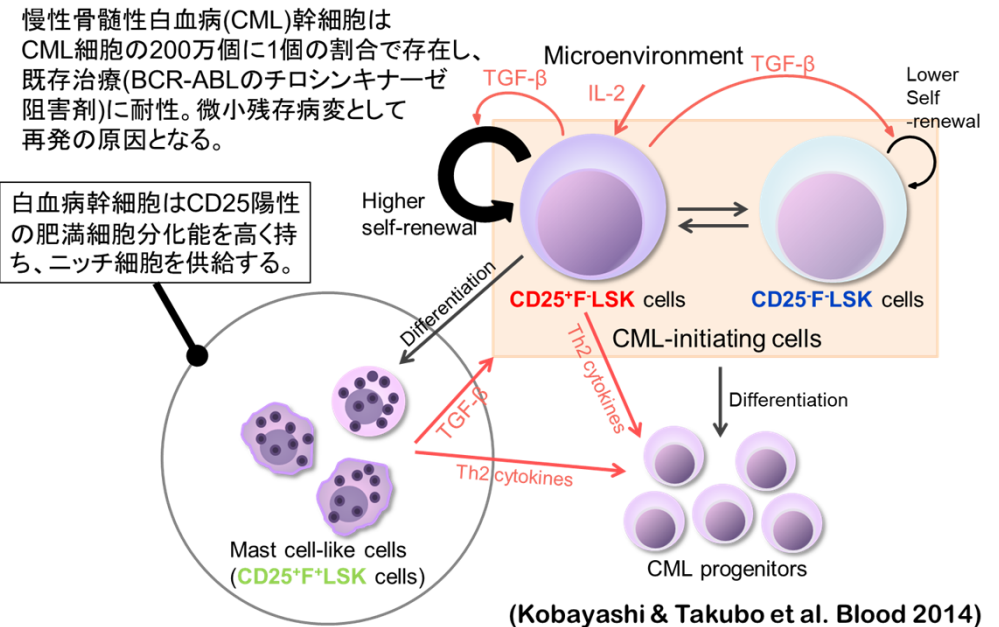 慢性骨髄性白血病(CML)幹細胞は
CML細胞の200万個に1個の割合で存在し、
既存治療(BCR-ABLのチロシンキナーゼ
阻害剤)に耐性。微小残存病変として
再発の原因となる。
Microenvironment
TGF-β
IL-2
TGF-β
Lower
Self
-renewal
Higher
self-renewal
白血病幹細胞はCD25陽性
の肥満細胞分化能を高く持
ち、ニッチ細胞を供給する。
CD25⁺F⁻LSK cells
CD25⁻F⁻LSK cells
CML-initiating cells
Differentiation
Th2 cytokines
TGF-β
Differentiation
Th2 cytokines
Mast cell-like cells
(CD25⁺F⁺LSK cells)
CML progenitors
(Kobayashi & Takubo et al. Blood 2014)